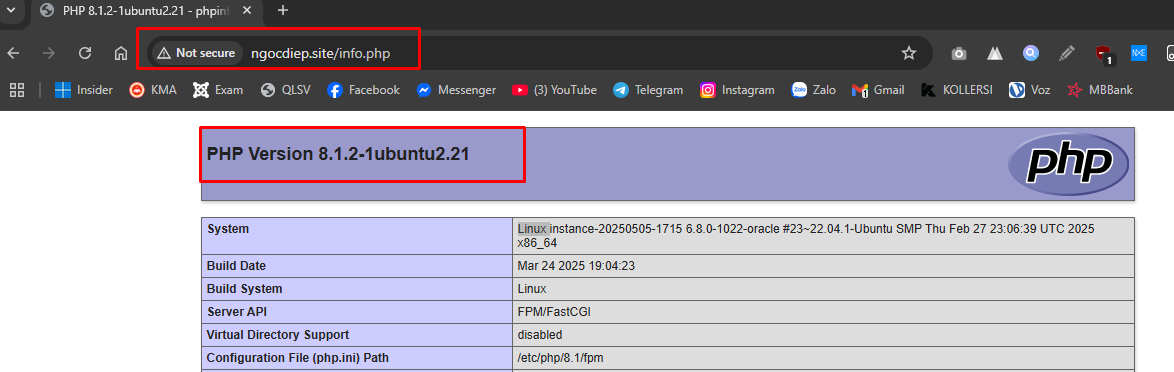 PHP 8.1.2-1ubuntu2.21 - phpinf
Not secure ngocdiep.site/info.php
1
Insider KMA Exam QLSV Facebook Messenger (3) YouTube Telegram Instagram Zalo Gmail KOLLERSI Voz MBBank
PHP Version 8.1.2-1ubuntu2.21
php
System Linux instance-20250505-1715 6.8.0-1022-oracle #23~22.04.1-Ubuntu SMP Thu Feb 27 23:06:39 UTC 2025
x86_64
Build Date Mar 24 2025 19:04:23
Build System Linux
Server API FPM/FastCGI
Virtual Directory Support disabled
Configuration File (php.ini) Path /etc/php/8.1/fpm